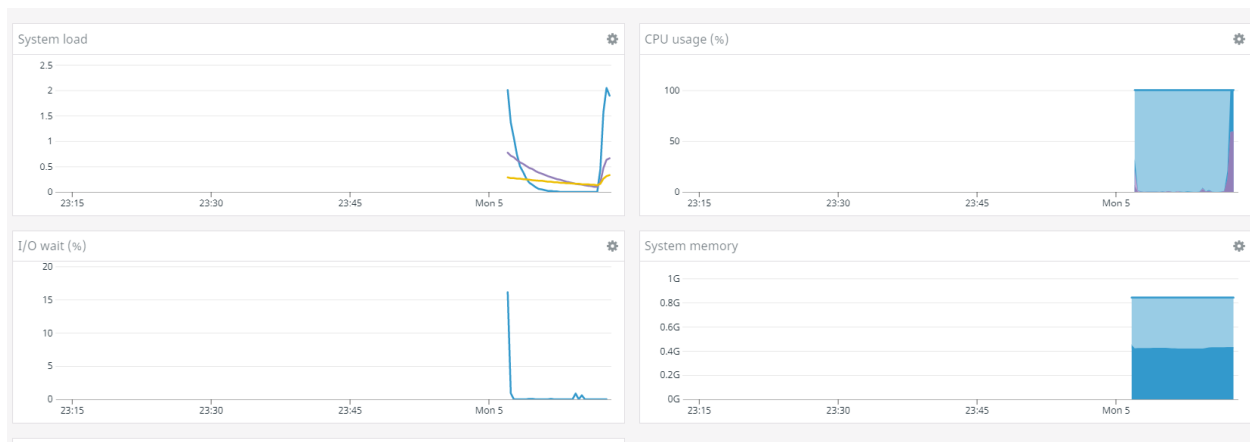 System load
2.5
2
1.5
1
0.5
0
23:15 23:30 23:45 Mon 5
CPU usage (%)
100
50
0
23:15 23:30 23:45 Mon 5
I/O wait (%)
20
15
10
5
0
23:15 23:30 23:45 Mon 5
System memory
1G
0.8G
0.6G
0.4G
0.2G
0G
23:15 23:30 23:45 Mon 5